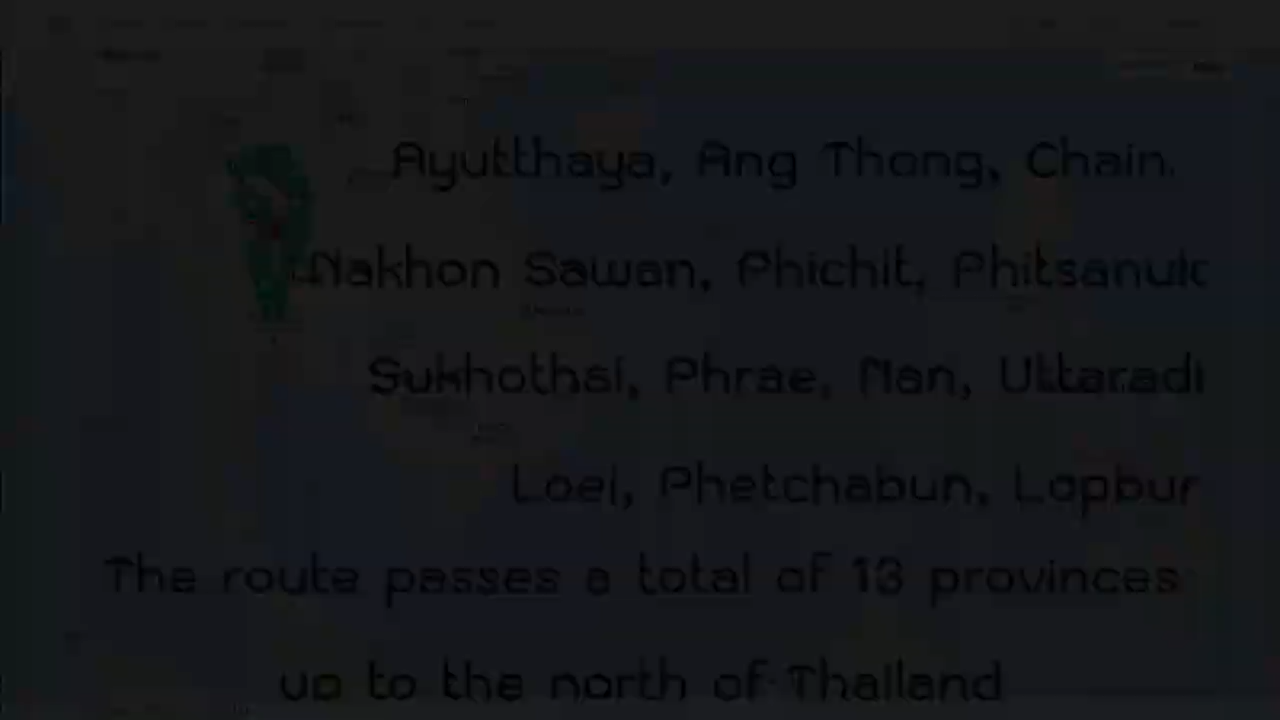 Ayutthaya, Ang Thong, Chain.
Nakhon Sawan, Phichit, Phitsanulc
Sukhothai, Phrae, Nan, Uttaradi
Loei, Phetchabun, Lopbur
The route passes a total of 13 provinces
up to the north of Thailand